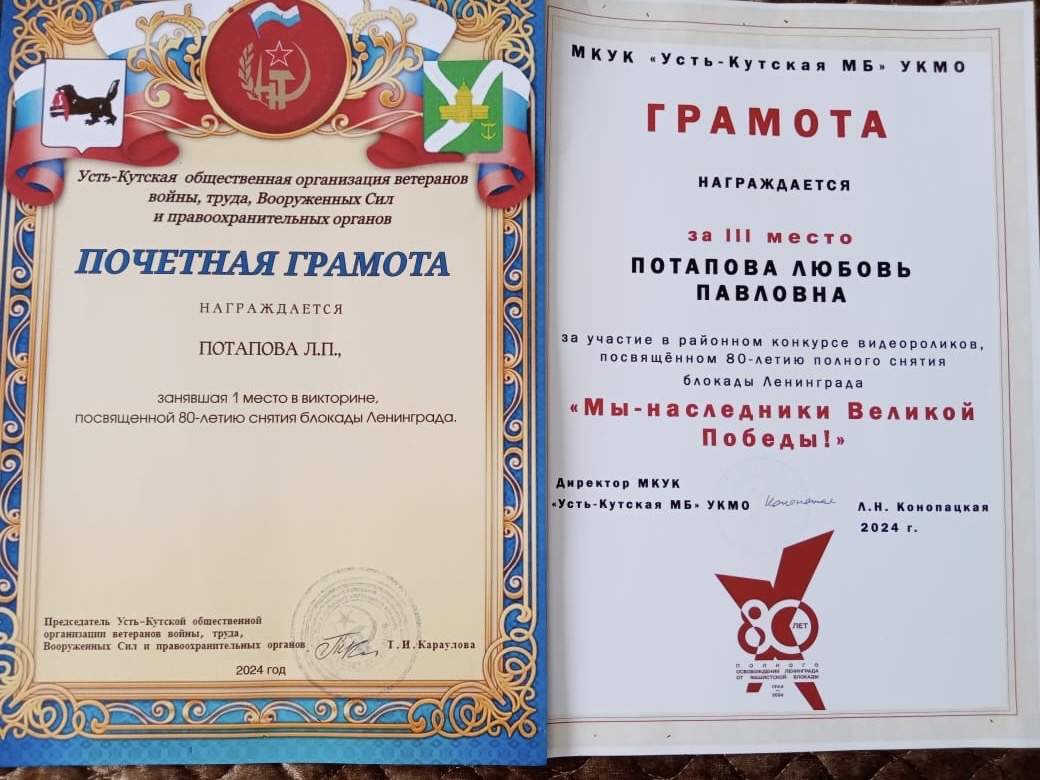 Усть-Кутская общественная организация ветеранов
войны, труда, Вооруженных Сил
и правоохранительных органов
ПОЧЕТНАЯ ГРАМОТА
НАГРАЖДАЕТСЯ
ПОТАПОВА Л.П.,
занявшая 1 место в викторине,
посвященной 80-летию снятия блокады Ленинграда.
Председатель Усть-Кутской общественной
организации ветеранов войны, труда,
Вооруженных Сил и правоохранительных органов
Т.И.Караулова
2024 год
МКУК «Усть-Кутская МБ» УКМО
ГРАМОТА
НАГРАЖДАЕТСЯ
за III место
ПОТАПОВА ЛЮБОВЬ
ПАВЛОВНА
за участие в районном конкурсе видеороликов,
посвящённом 80-летию полного снятия
блокады Ленинграда
«Мы-наследники Великой
Победы!»
Директор МКУК
«Усть-Кутская МБ» УКМО
Л.Н. Конопацкая
2024 г.
80 ЛЕТ
ПОЛНОГО
ОСВОБОЖДЕНИЯ ЛЕНИНГРАДА
ОТ ФАШИСТСКОЙ БЛОКАДЫ
1944
2024